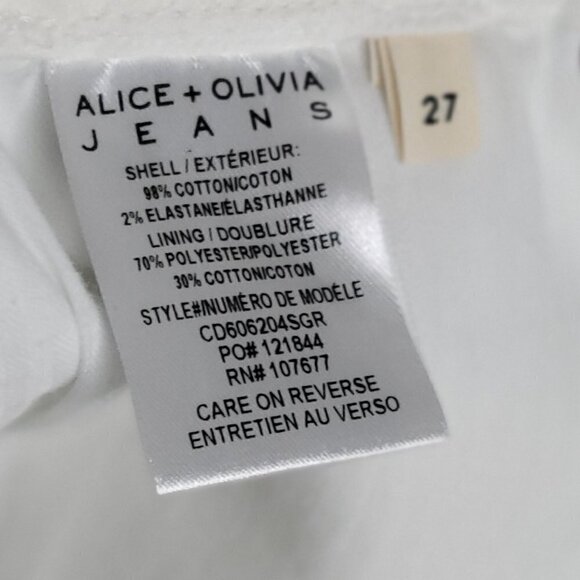 ALICE + OLIVIA
JEANS
SHELL / EXTÉRIEUR:
98% COTTON/COTON
2% ELASTANE/ÉLASTHANNE
LINING / DOUBLURE
70% POLYESTER/POLYESTER
30% COTTON/COTON
STYLE#/NUMÉRO DE MODÈLE
CD606204SGR
PO# 121844
RN# 107677
CARE ON REVERSE
ENTRETIEN AU VERSO
27